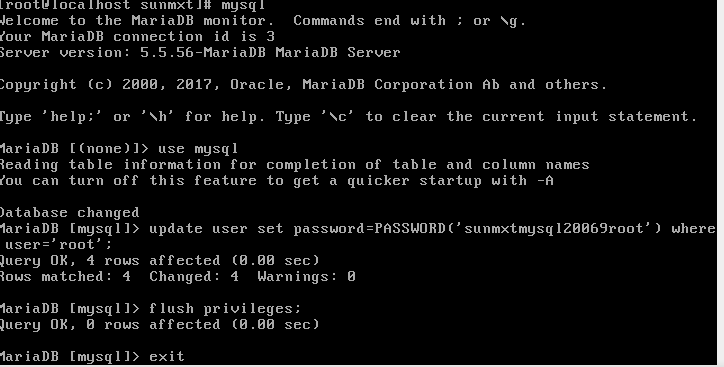 [root@localhost sunmxt]# mysql
Welcome to the MariaDB monitor.  Commands end with ; or \g.
Your MariaDB connection id is 3
Server version: 5.5.56-MariaDB MariaDB Server
Copyright (c) 2000, 2017, Oracle, MariaDB Corporation Ab and others.
Type 'help;' or '\h' for help. Type '\c' to clear the current input statement.
MariaDB [(none)]> use mysql
Reading table information for completion of table and column names
You can turn off this feature to get a quicker startup with -A
Database changed
MariaDB [mysql]> update user set password=PASSWORD('sunmxtmysql20069root') where
 user='root';
Query OK, 4 rows affected (0.00 sec)
Rows matched: 4  Changed: 4  Warnings: 0
MariaDB [mysql]> flush privileges;
Query OK, 0 rows affected (0.00 sec)
MariaDB [mysql]> exit